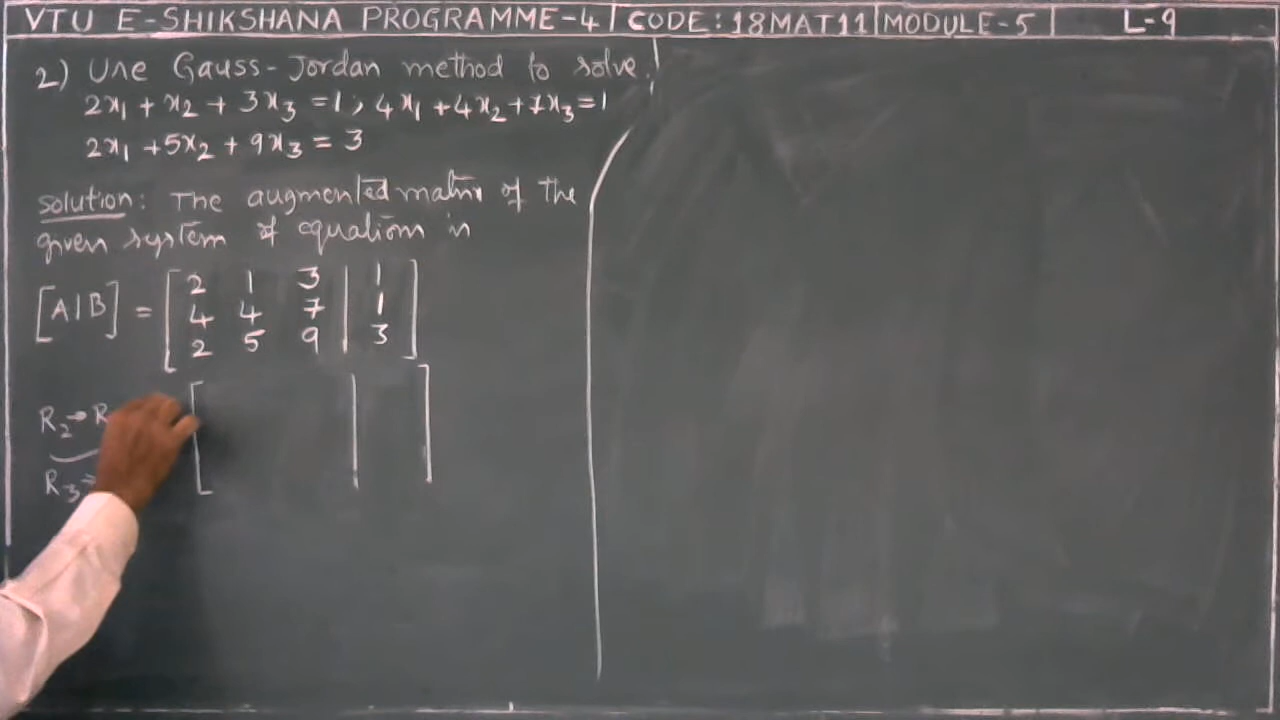 VTU E-SHIKSHANA PROGRAMME-4 | CODE: 18MAT11 | MODULE-5 | L-9
2) Use Gauss-Jordan method to solve.
2x₁ + x₂ + 3x₃ = 1 ; 4x₁ + 4x₂ + 7x₃ = 1
2x₁ + 5x₂ + 9x₃ = 3
solution: The augmented matrix of the
given system of equations is
[A|B] = [ 2 1 3 | 1 ]
4 4 7 | 1
2 5 9 | 3
R₂ → R
R₃ →